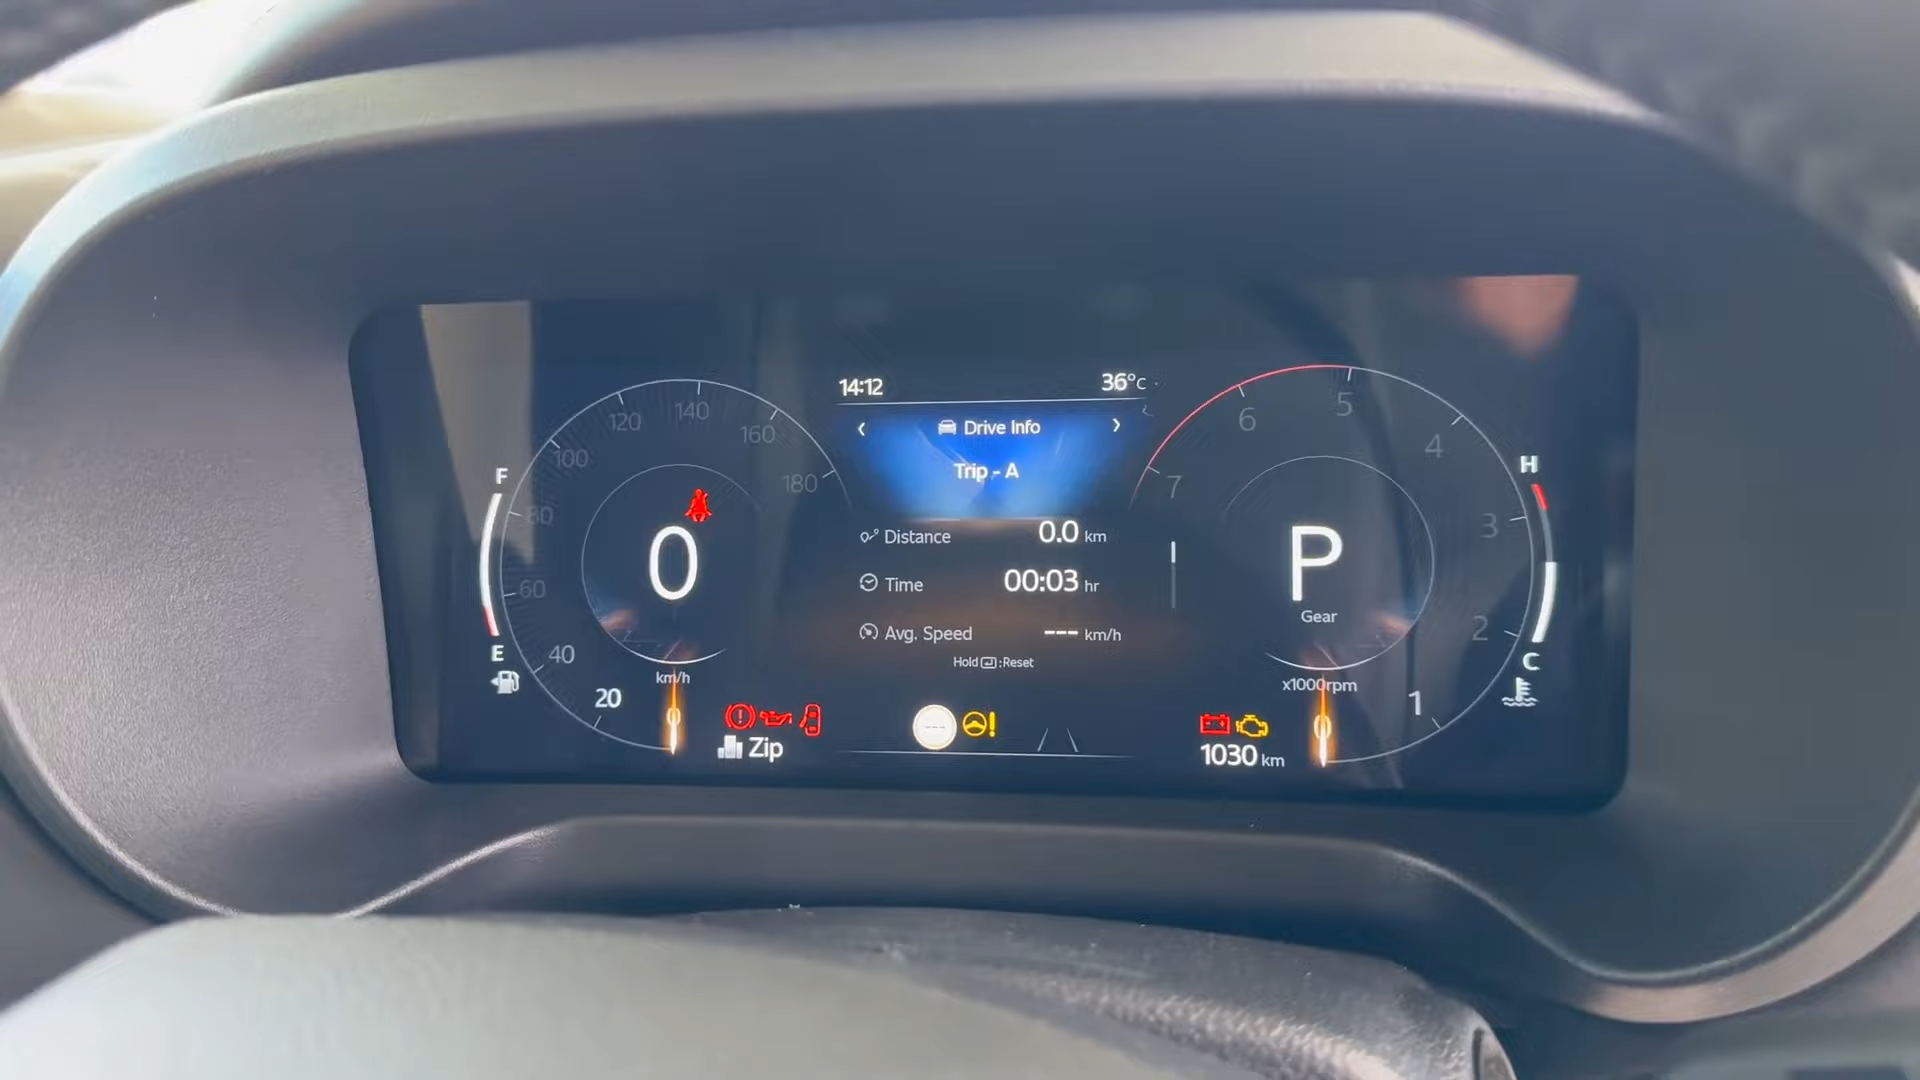 14:12
36°C
Drive Info
Trip - A
Distance 0.0 km
Time 00:03 hr
Avg. Speed --- km/h
Hold :Reset
F
E
0
km/h
0
20
40
60
80
100
120
140
160
180
Zip
---
P
Gear
x1000rpm
0
1
2
3
4
5
6
7
H
C
1030 km